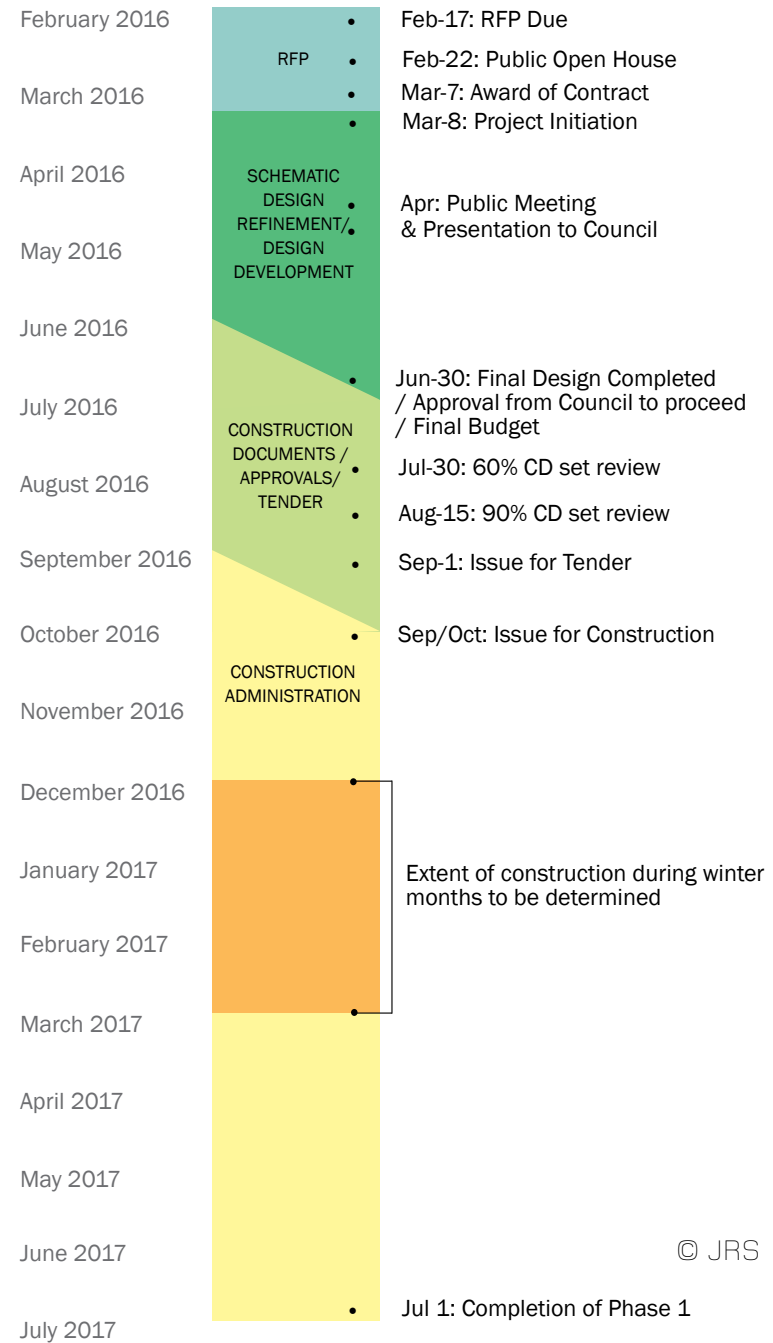 February 2016
Feb-17: RFP Due
RFP
Feb-22: Public Open House
March 2016
Mar-7: Award of Contract
Mar-8: Project Initiation
April 2016
SCHEMATIC
DESIGN
REFINEMENT/
DESIGN
DEVELOPMENT
Apr: Public Meeting
& Presentation to Council
May 2016
June 2016
Jun-30: Final Design Completed
/ Approval from Council to proceed
/ Final Budget
July 2016
CONSTRUCTION
DOCUMENTS /
APPROVALS/
TENDER
Jul-30: 60% CD set review
August 2016
Aug-15: 90% CD set review
September 2016
Sep-1: Issue for Tender
October 2016
Sep/Oct: Issue for Construction
CONSTRUCTION
ADMINISTRATION
November 2016
December 2016
January 2017
Extent of construction during winter
months to be determined
February 2017
March 2017
April 2017
May 2017
June 2017
© JRS
Jul 1: Completion of Phase 1
July 2017